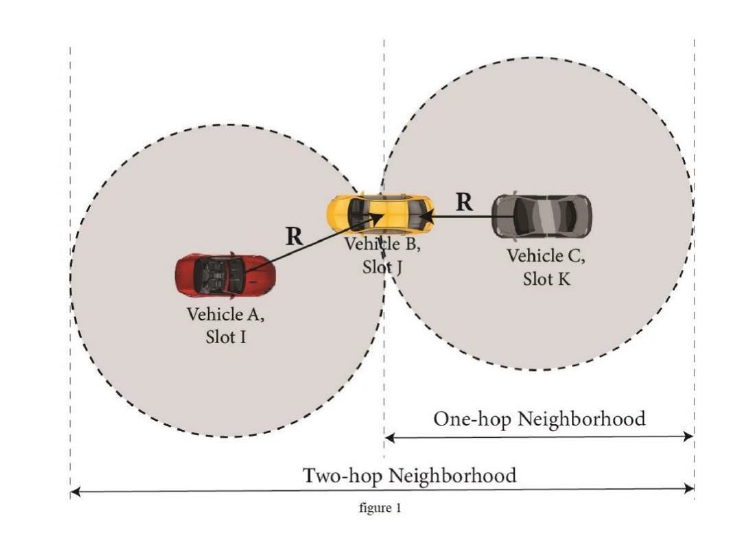 R
R
Vehicle B,
Slot J
Vehicle C,
Slot K
Vehicle A,
Slot I
One-hop Neighborhood
Two-hop Neighborhood
figure 1